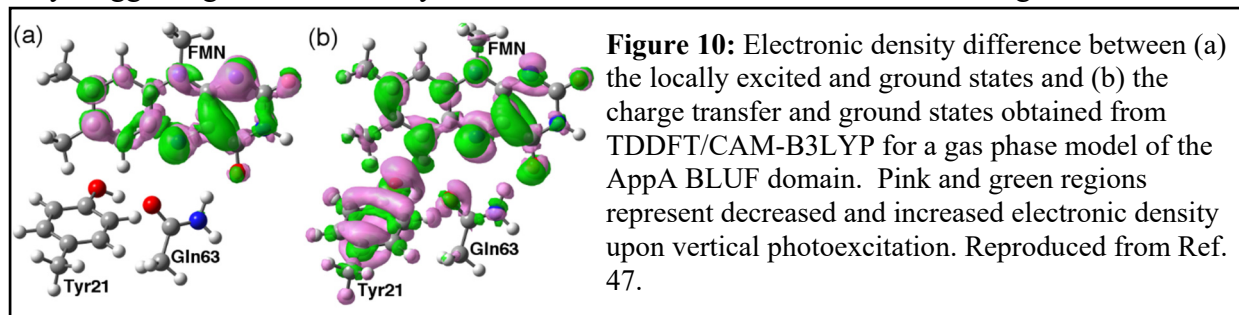 (a)
FMN
Tyr21
Gln63
(b)
FMN
Tyr21
Gln63
Figure 10: Electronic density difference between (a)
the locally excited and ground states and (b) the
charge transfer and ground states obtained from
TDDFT/CAM-B3LYP for a gas phase model of the
AppA BLUF domain. Pink and green regions
represent decreased and increased electronic density
upon vertical photoexcitation. Reproduced from Ref.
47.